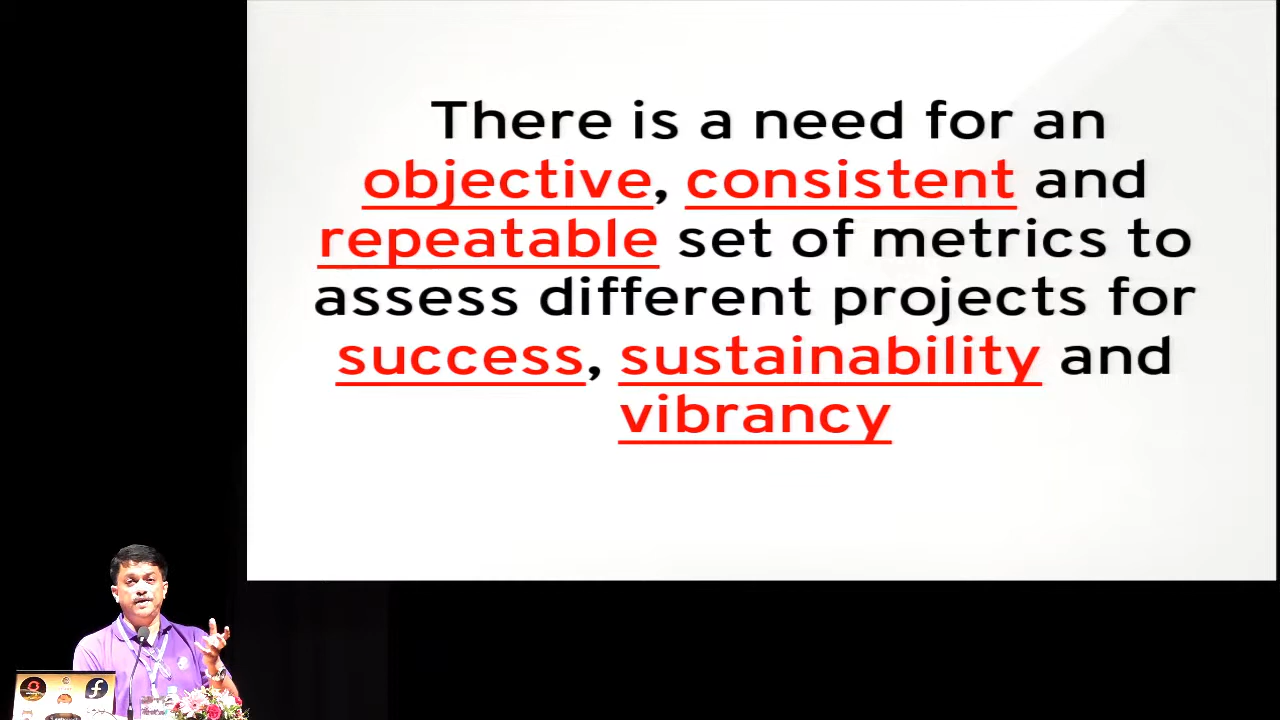 There is a need for an
objective, consistent and
repeatable set of metrics to
assess different projects for
success, sustainability and
vibrancy